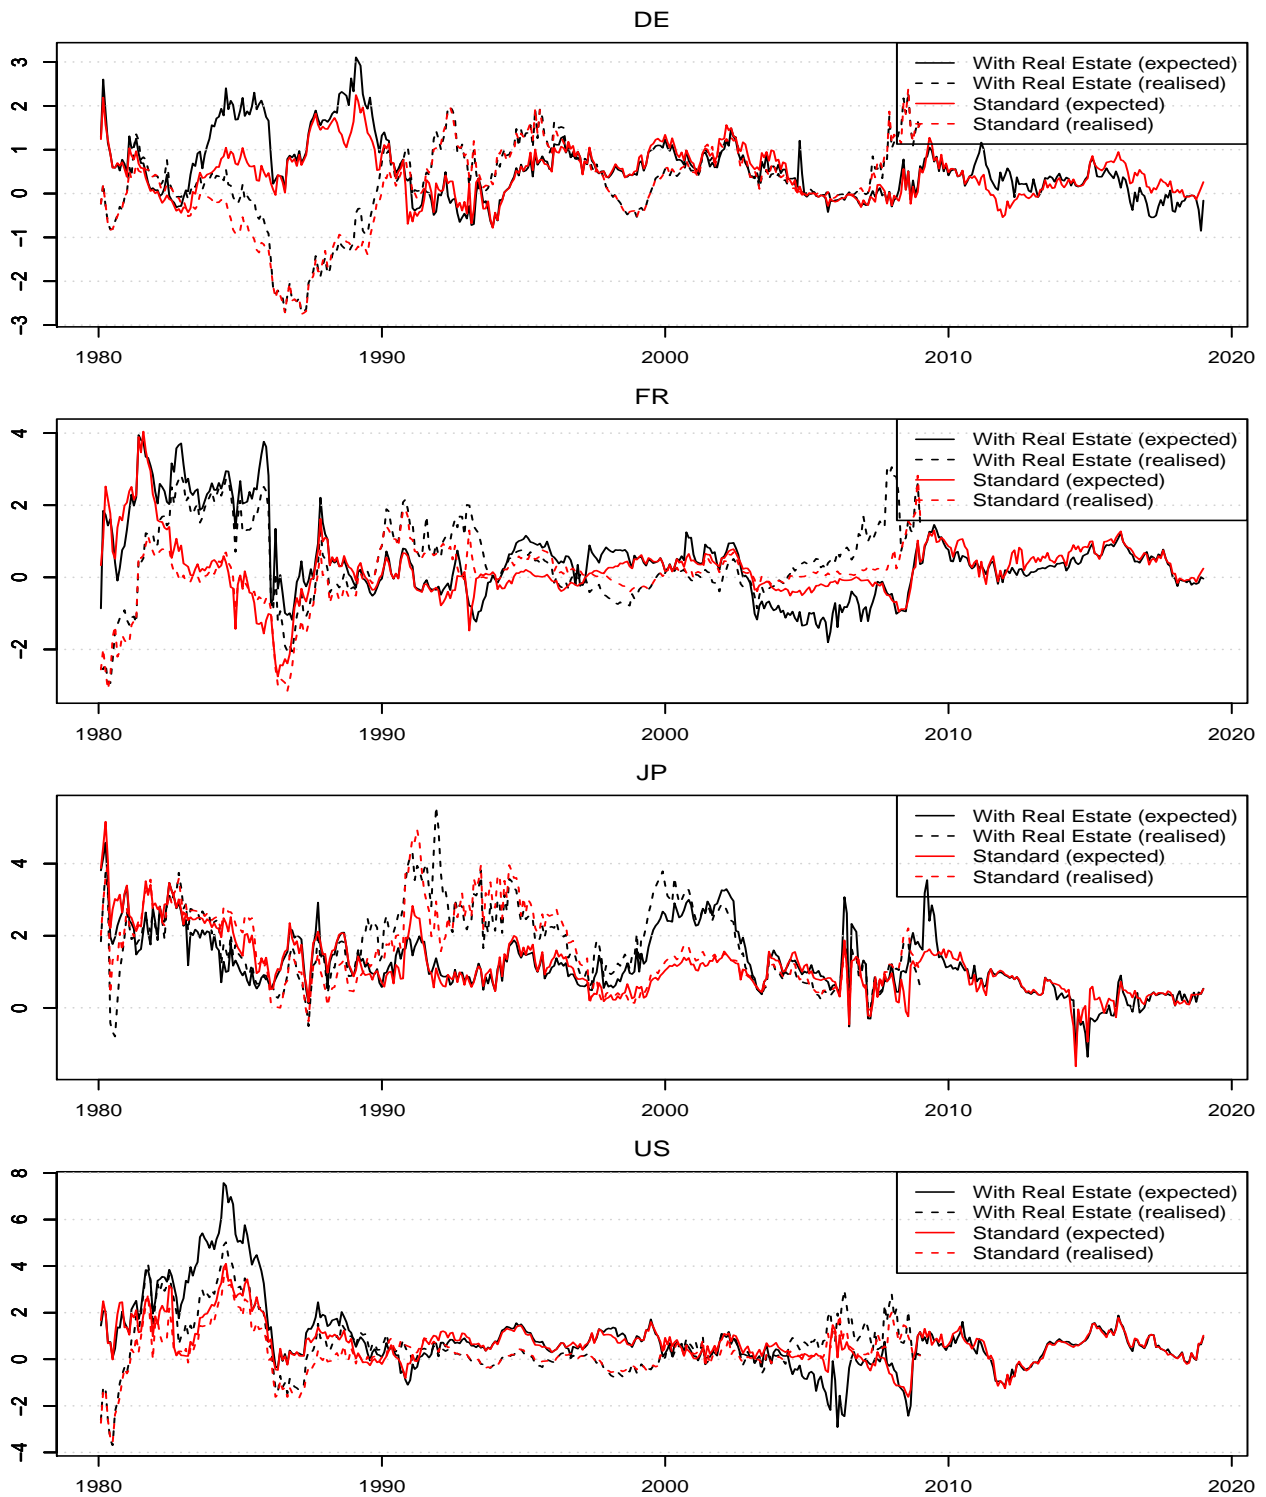 DE
3
2
1
0
−1
−2
−3
With Real Estate (expected)
With Real Estate (realised)
Standard (expected)
Standard (realised)
1980 1990 2000 2010 2020
FR
4
2
0
−2
With Real Estate (expected)
With Real Estate (realised)
Standard (expected)
Standard (realised)
1980 1990 2000 2010 2020
JP
4
2
0
With Real Estate (expected)
With Real Estate (realised)
Standard (expected)
Standard (realised)
1980 1990 2000 2010 2020
US
8
6
4
2
0
−2
−4
With Real Estate (expected)
With Real Estate (realised)
Standard (expected)
Standard (realised)
1980 1990 2000 2010 2020